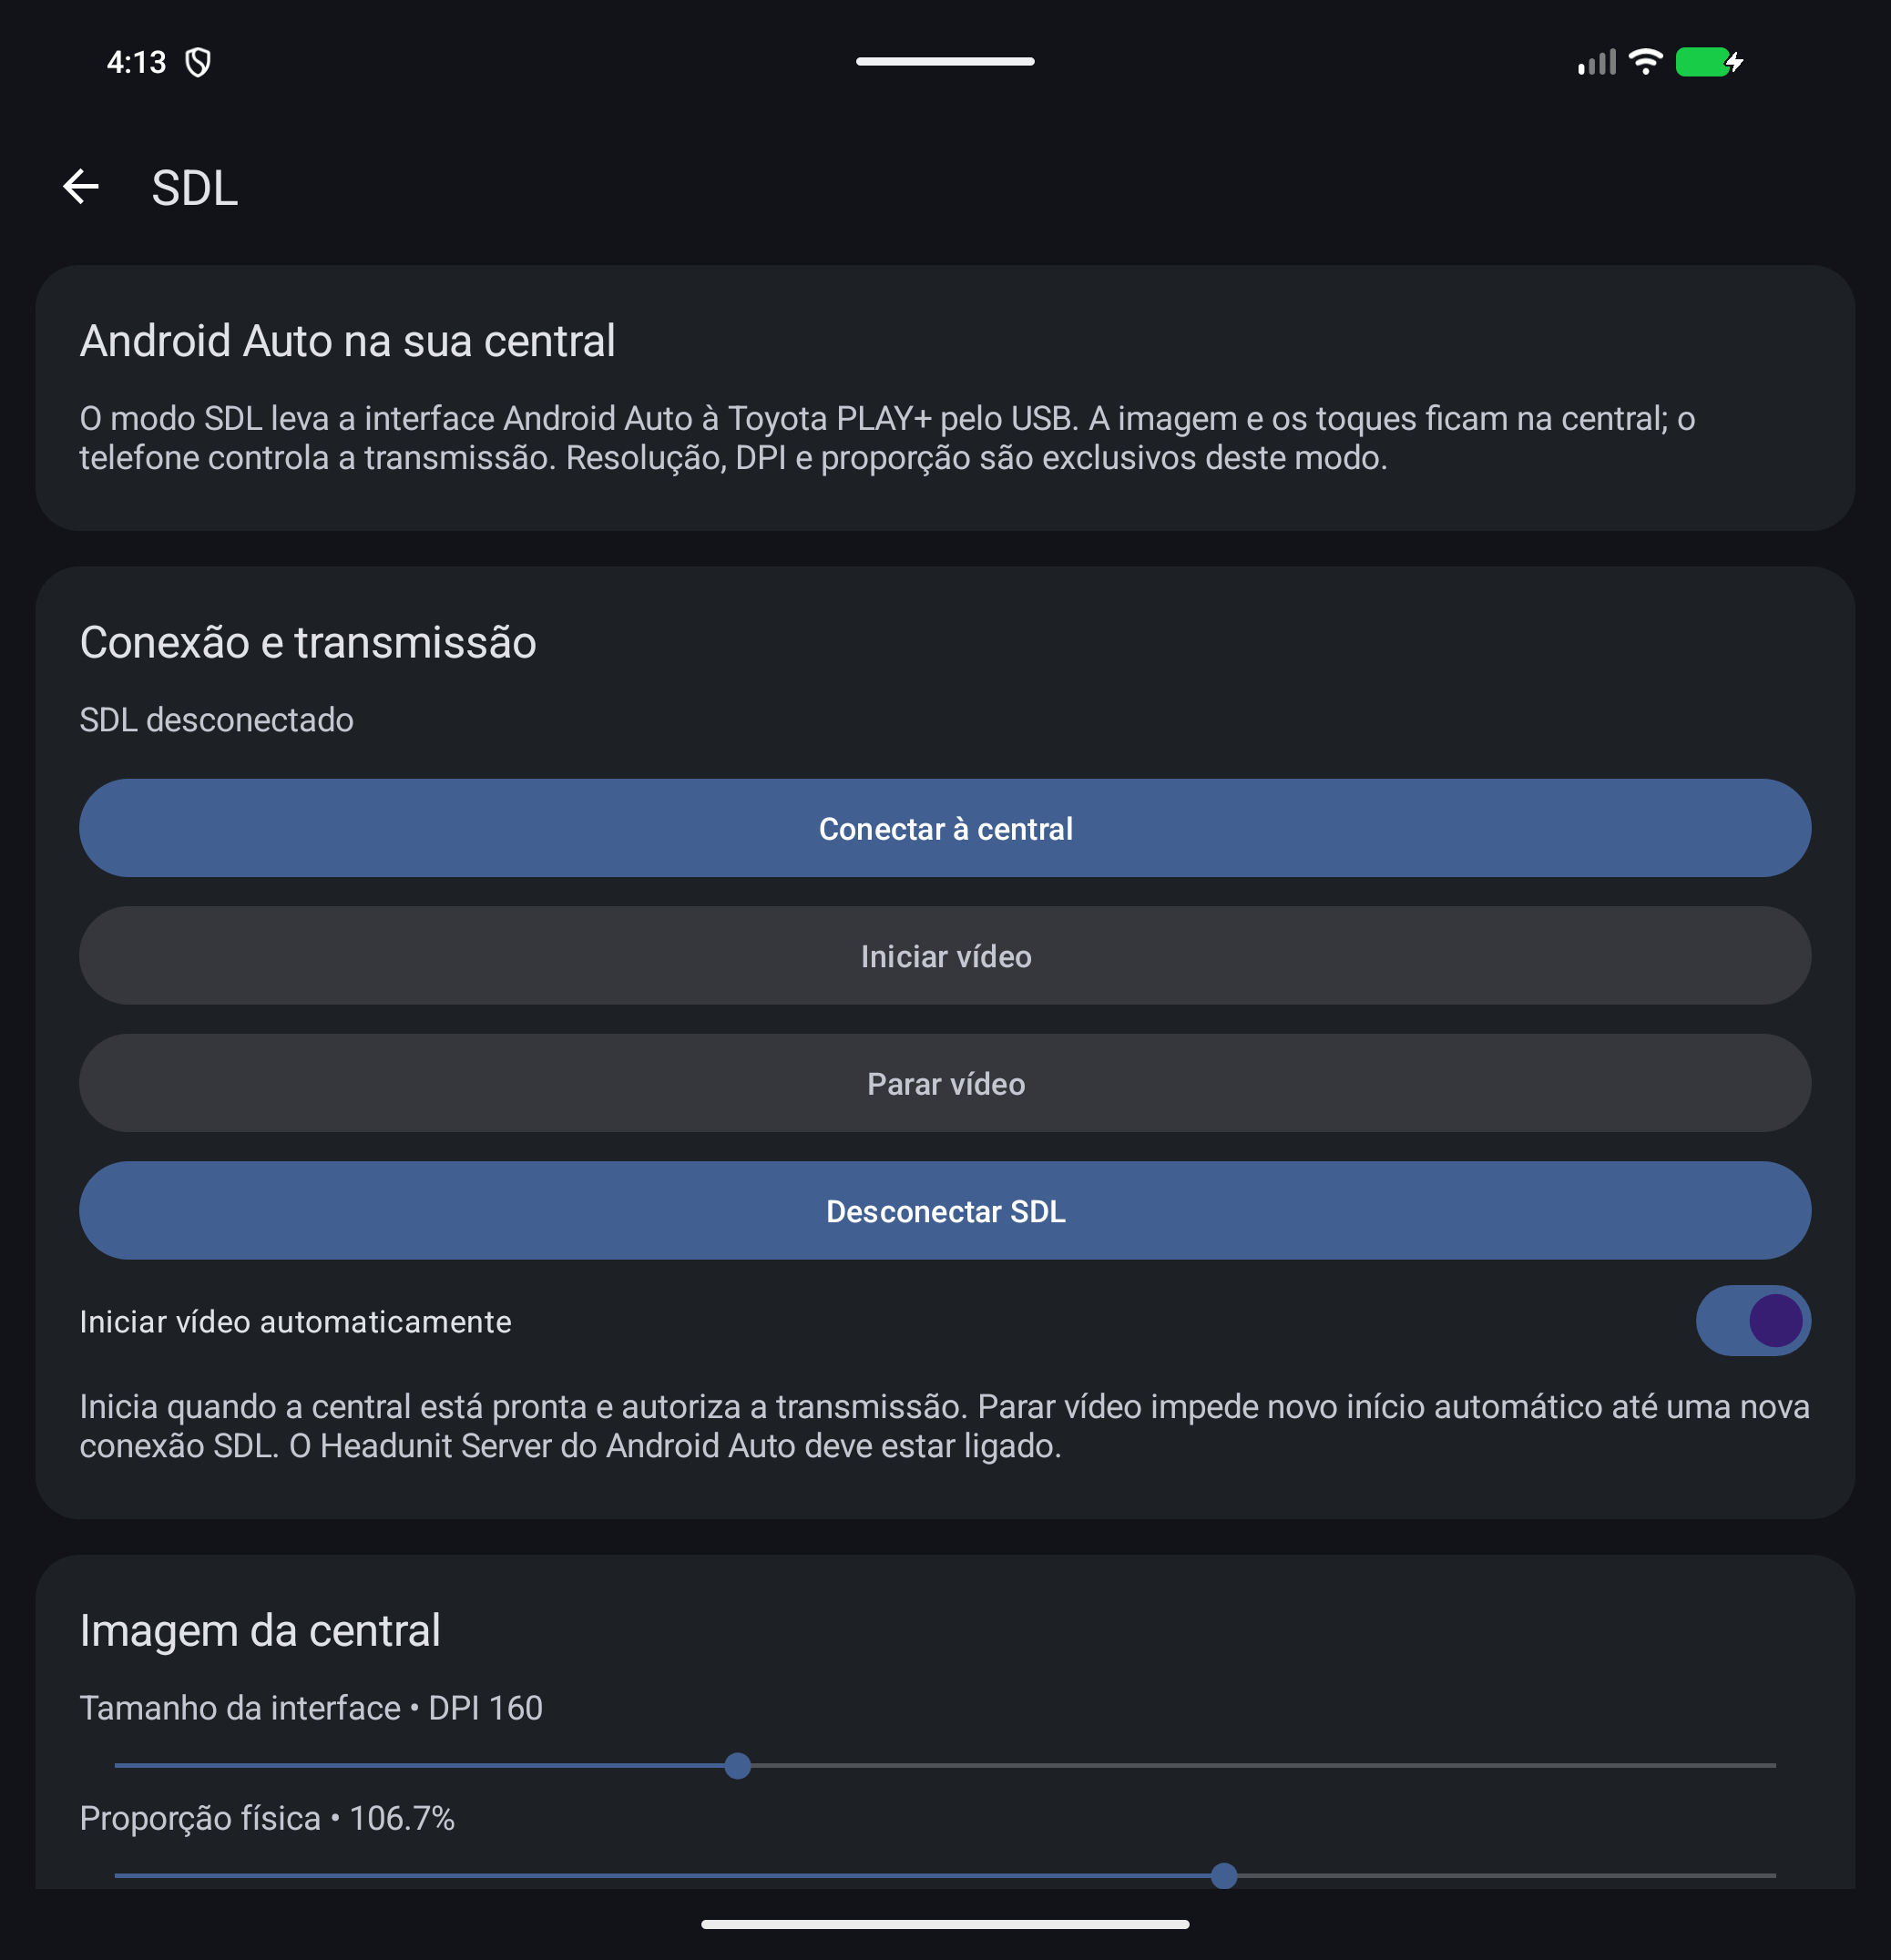 4:13
SDL
Android Auto na sua central
O modo SDL leva a interface Android Auto à Toyota PLAY+ pelo USB. A imagem e os toques ficam na central; o
telefone controla a transmissão. Resolução, DPI e proporção são exclusivos deste modo.
Conexão e transmissão
SDL desconectado
Conectar à central
Iniciar vídeo
Parar vídeo
Desconectar SDL
Iniciar vídeo automaticamente
Inicia quando a central está pronta e autoriza a transmissão. Parar vídeo impede novo início automático até uma nova
conexão SDL. O Headunit Server do Android Auto deve estar ligado.
Imagem da central
Tamanho da interface • DPI 160
Proporção física • 106.7%